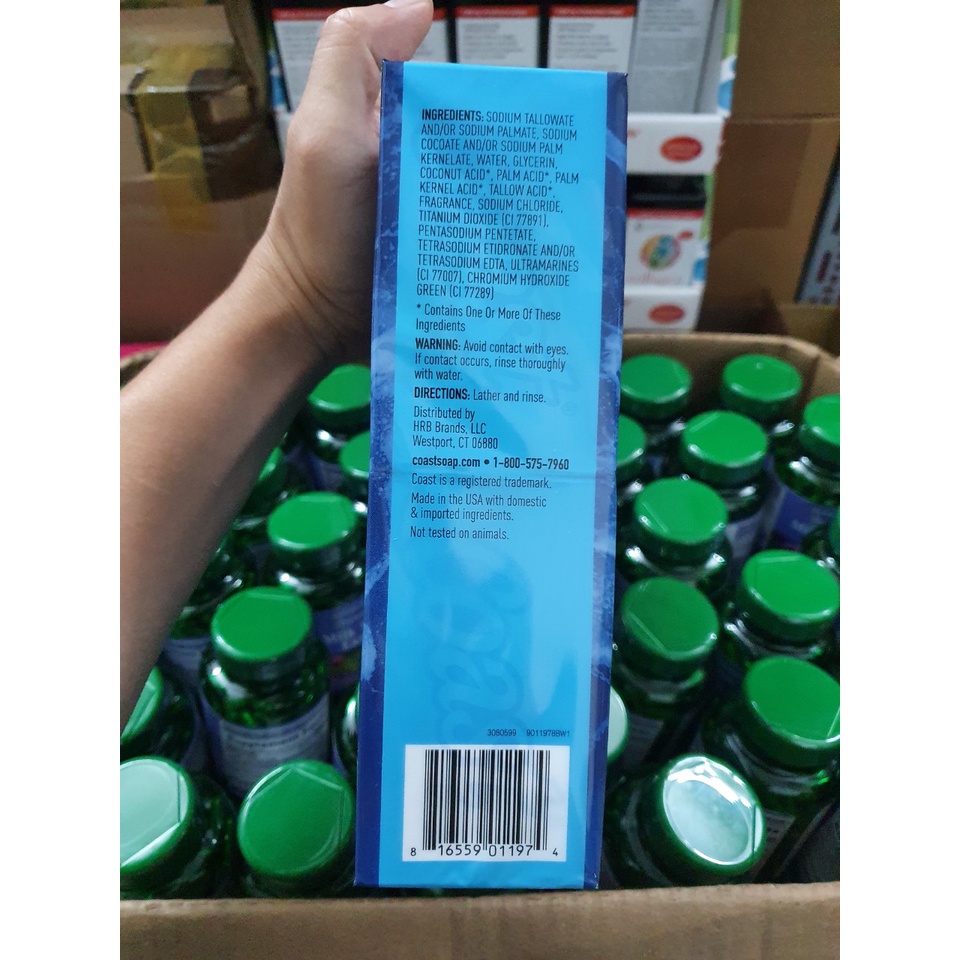 INGREDIENTS: SODIUM TALLOWATE
AND/OR SODIUM PALMATE, SODIUM
COCOATE AND/OR SODIUM PALM
KERNELATE, WATER, GLYCERIN,
COCONUT ACID*, PALM ACID*, PALM
KERNEL ACID*, TALLOW ACID*,
FRAGRANCE, SODIUM CHLORIDE,
TITANIUM DIOXIDE (CI 77891),
PENTASODIUM PENTETATE,
TETRASODIUM ETIDRONATE AND/OR
TETRASODIUM EDTA, ULTRAMARINES
(CI 77007), CHROMIUM HYDROXIDE
GREEN (CI 77289)
* Contains One Or More Of These
Ingredients
WARNING: Avoid contact with eyes.
If contact occurs, rinse thoroughly
with water.
DIRECTIONS: Lather and rinse.
Distributed by
HRB Brands, LLC
Westport, CT 06880
coastsoap.com • 1-800-575-7960
Coast is a registered trademark.
Made in the USA with domestic
& imported ingredients.
Not tested on animals.
3080599 9011978BW1
8 16559 01197 4